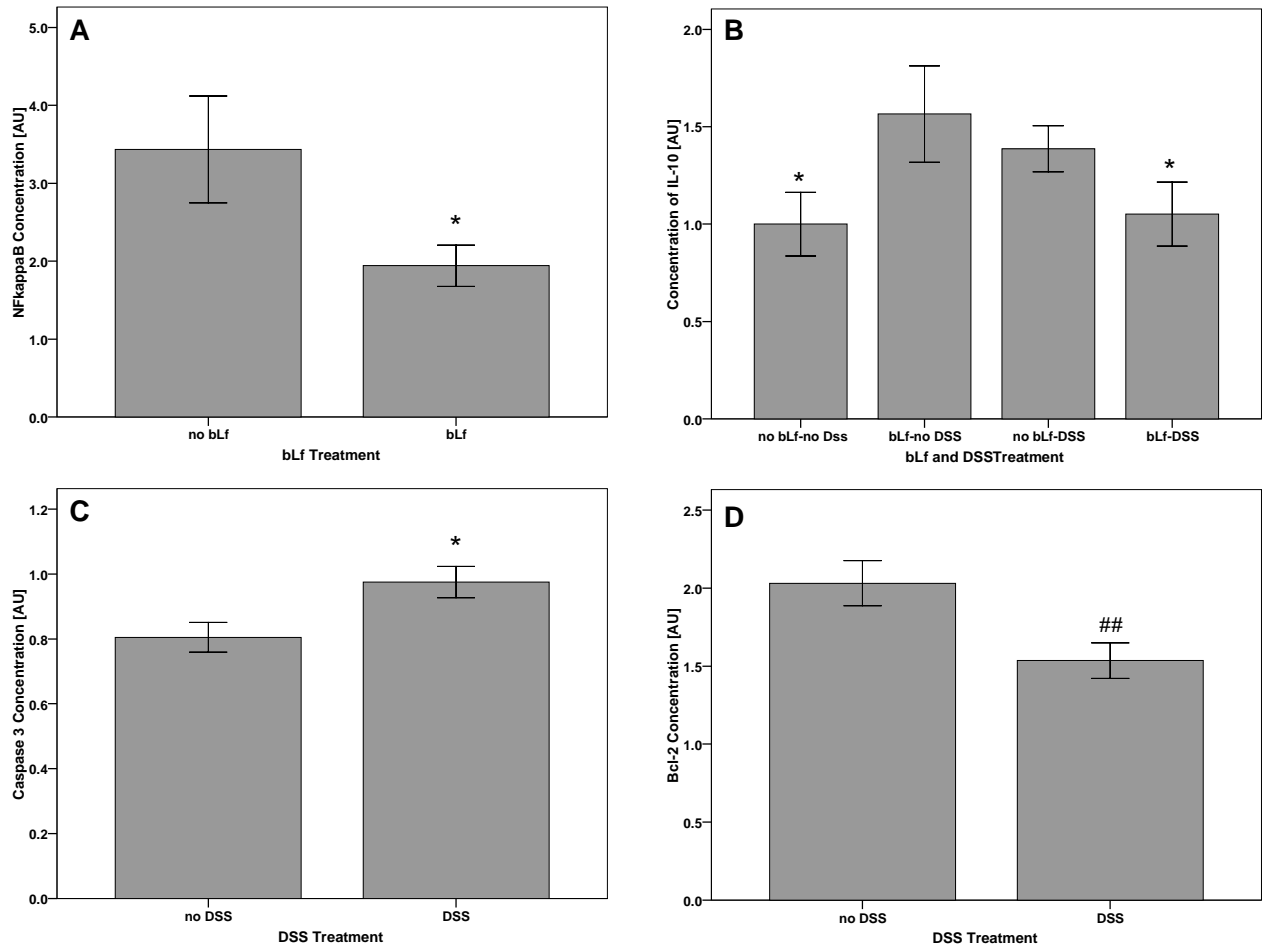 A
NFkappaB Concentration [AU]
5.0
4.0
3.0
2.0
1.0
0.0
*
no bLf
bLf
bLf Treatment
B
Concentration of IL-10 [AU]
2.0
1.5
1.0
0.5
0.0
*
*
no bLf-no Dss
bLf-no DSS
no bLf-DSS
bLf-DSS
bLf and DSSTreatment
C
Caspase 3 Concentration [AU]
1.2
1.0
0.8
0.6
0.4
0.2
0.0
*
no DSS
DSS
DSS Treatment
D
Bcl-2 Concentration [AU]
2.5
2.0
1.5
1.0
0.5
0.0
##
no DSS
DSS
DSS Treatment